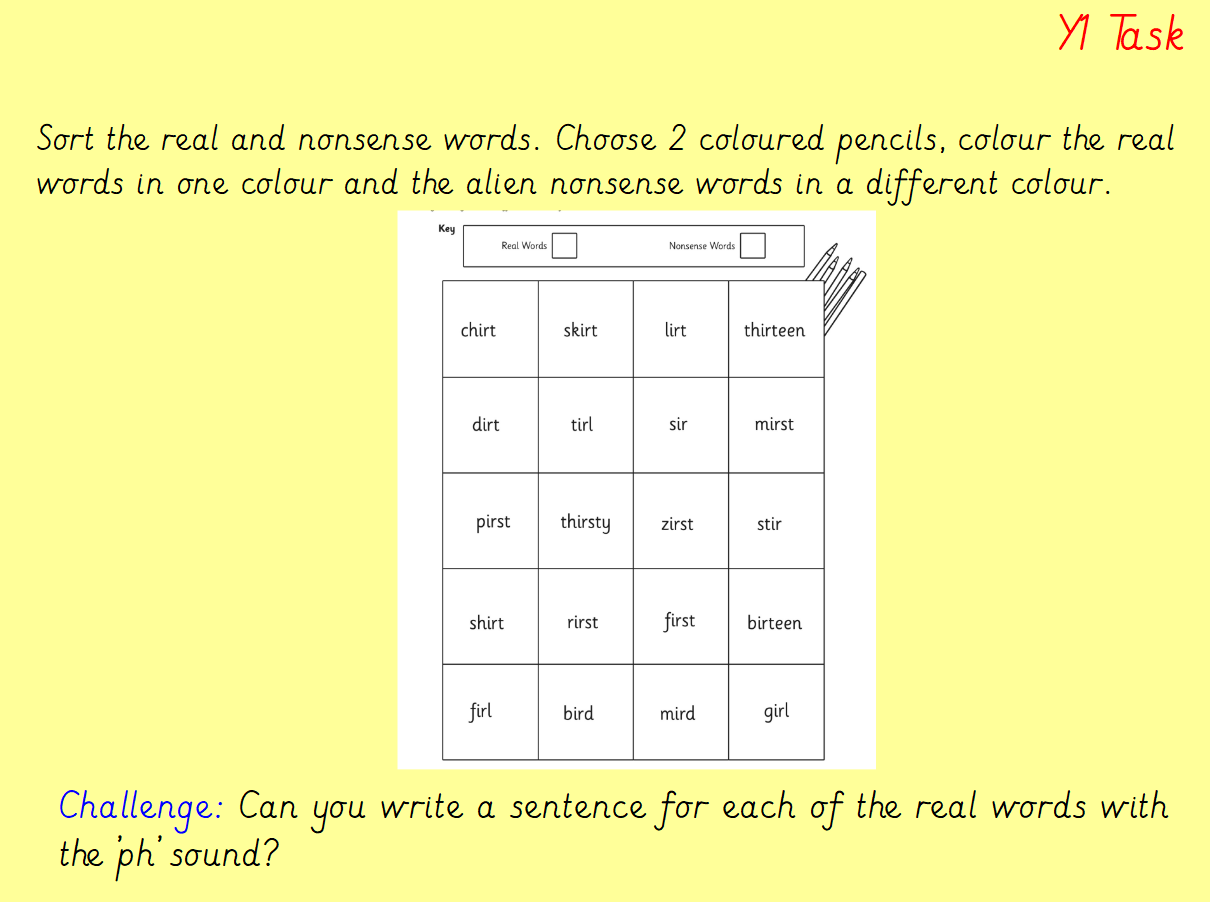 Y1 Task
Sort the real and nonsense words. Choose 2 coloured pencils, colour the real
words in one colour and the alien nonsense words in a different colour.
Key
Real Words
Nonsense Words
chirt skirt lirt thirteen
dirt tirl sir mirst
pirst thirsty zirst stir
shirt rirst first birteen
firl bird mird girl
Challenge: Can you write a sentence for each of the real words with
the 'ph' sound?